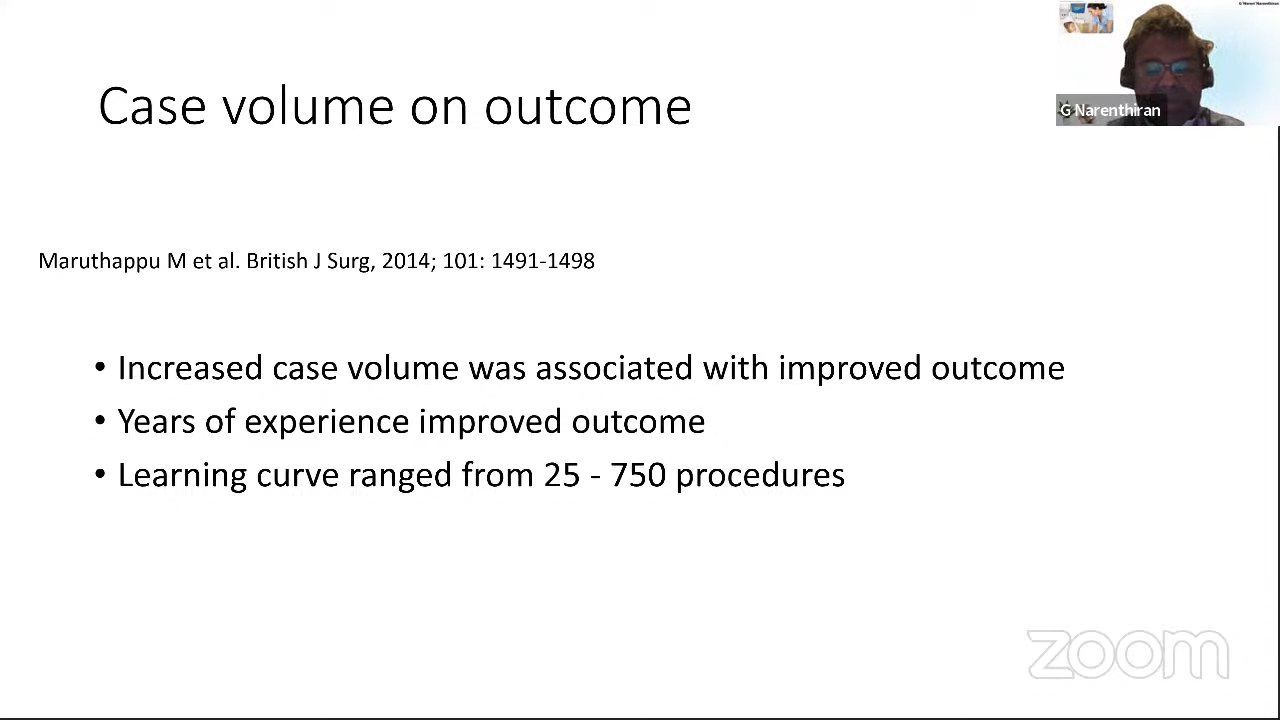 Case volume on outcome
G Narenthiran
Maruthappu M et al. British J Surg, 2014; 101: 1491-1498
• Increased case volume was associated with improved outcome
• Years of experience improved outcome
• Learning curve ranged from 25 - 750 procedures
zoom